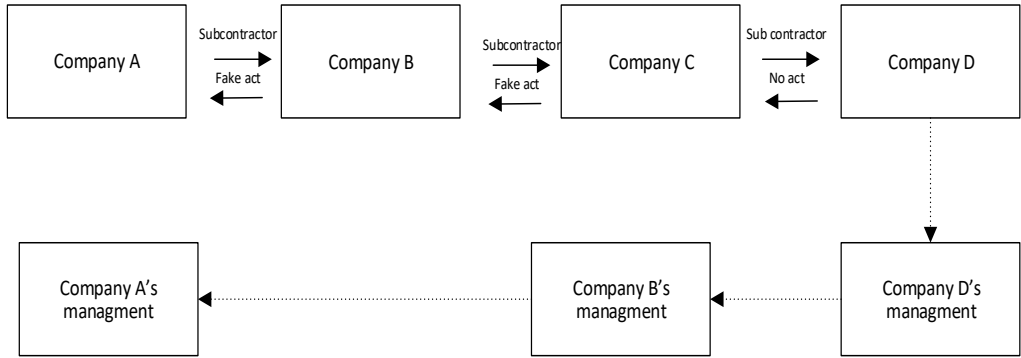 Company A
Subcontractor
Fake act
Company B
Subcontractor
Fake act
Company C
Sub contractor
No act
Company D
Company A's
managment
Company B's
managment
Company D's
managment